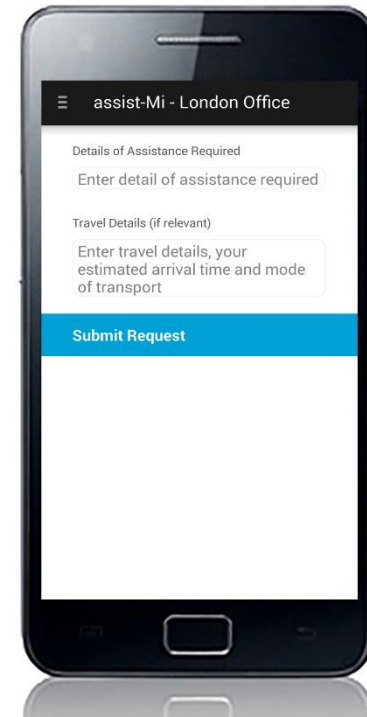 assist-Mi - London Office
Details of Assistance Required
Enter detail of assistance required
Travel Details (if relevant)
Enter travel details, your
estimated arrival time and mode
of transport
Submit Request